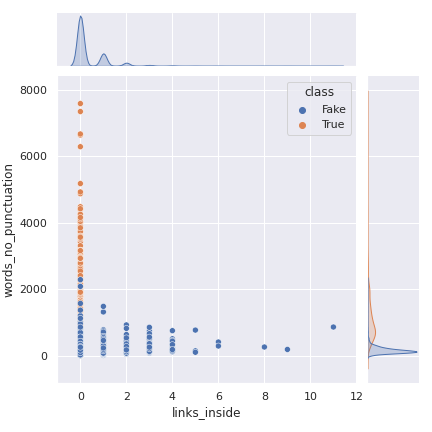 8000
6000
4000
2000
0
words_no_punctuation
class
Fake
True
0 2 4 6 8 10 12
links_inside